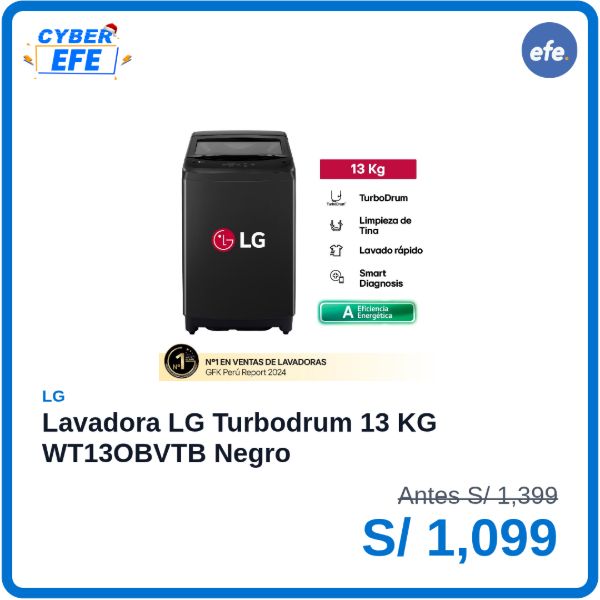 CYBER
EFE
efe.
13 Kg
TurboDrum
TurboDrum
Limpieza de
Tina
Lavado rápido
Smart
Diagnosis
LG
A Eficiencia
Energética
Nº1
Nº1 EN VENTAS DE LAVADORAS
GFK Perú Report 2024
LG
Lavadora LG Turbodrum 13 KG
WT13OBVTB Negro
Antes S/ 1,399
S/ 1,099